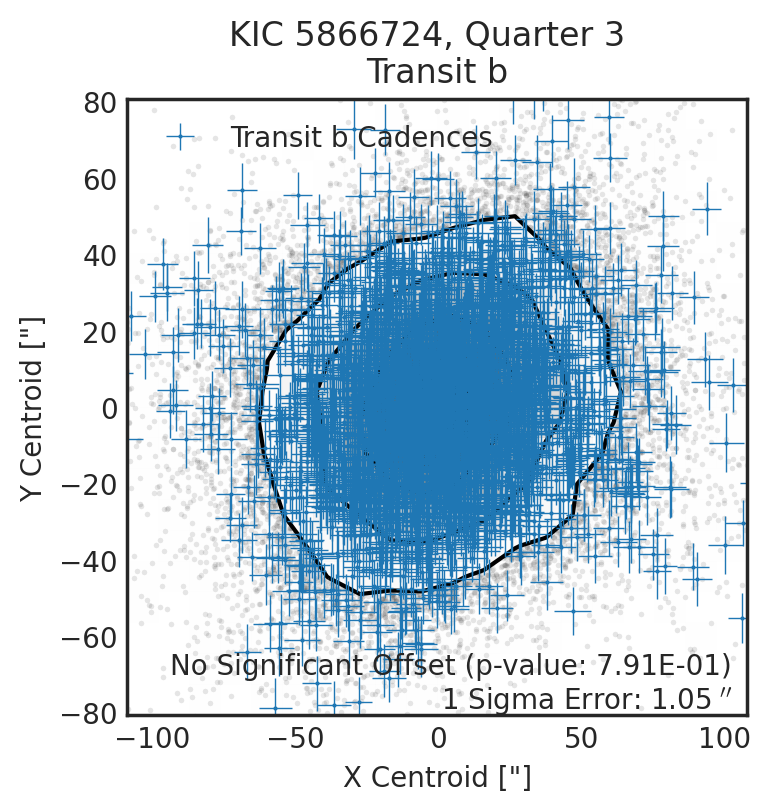 KIC 5866724, Quarter 3
Transit b
80
Transit b Cadences
60
40
20
0
−20
−40
−60
−80
Y Centroid ["]
No Significant Offset (p-value: 7.91E-01)
1 Sigma Error: 1.05 ″
−100
−50
0
50
100
X Centroid ["]